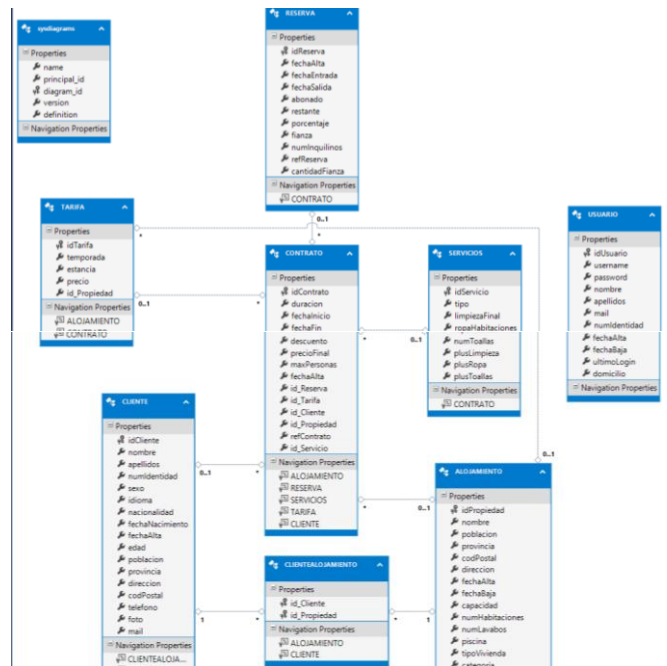 sysdiagrams
Properties
name
principal_id
diagram_id
version
definition
Navigation Properties
RESERVA
Properties
idReserva
fechaAlta
fechaEntrada
fechaSalida
abonado
restante
porcentaje
fianza
numInquilinos
refReserva
cantidadFianza
Navigation Properties
CONTRATO
0..1
*
TARIFA
Properties
idTarifa
temporada
estancia
precio
id_Propiedad
Navigation Properties
ALOJAMIENTO
CONTRATO
*
0..1
*
CONTRATO
Properties
idContrato
duracion
fechaInicio
fechaFin
descuento
precioFinal
maxPersonas
fechaAlta
id_Reserva
id_Tarifa
id_Cliente
id_Propiedad
refContrato
id_Servicio
Navigation Properties
ALOJAMIENTO
RESERVA
SERVICIOS
TARIFA
CLIENTE
*
0..1
SERVICIOS
Properties
idServicio
tipo
limpiezaFinal
ropaHabitaciones
numToallas
plusLimpieza
plusRopa
plusToallas
Navigation Properties
CONTRATO
USUARIO
Properties
idUsuario
username
password
nombre
apellidos
mail
numIdentidad
fechaAlta
fechaBaja
ultimoLogin
domicilio
Navigation Properties
CLIENTE
Properties
idCliente
nombre
apellidos
numIdentidad
sexo
idioma
nacionalidad
fechaNacimiento
fechaAlta
edad
poblacion
provincia
direccion
codPostal
telefono
foto
mail
Navigation Properties
CLIENTEALOJA...
0..1
*
*
0..1
0..1
1
*
CLIENTEALOJAMIENTO
Properties
id_Cliente
id_Propiedad
Navigation Properties
ALOJAMIENTO
CLIENTE
*
1
ALOJAMIENTO
Properties
idPropiedad
nombre
poblacion
provincia
codPostal
direccion
fechaAlta
fechaBaja
capacidad
numHabitaciones
numLavabos
piscina
tipoVivienda
categoria